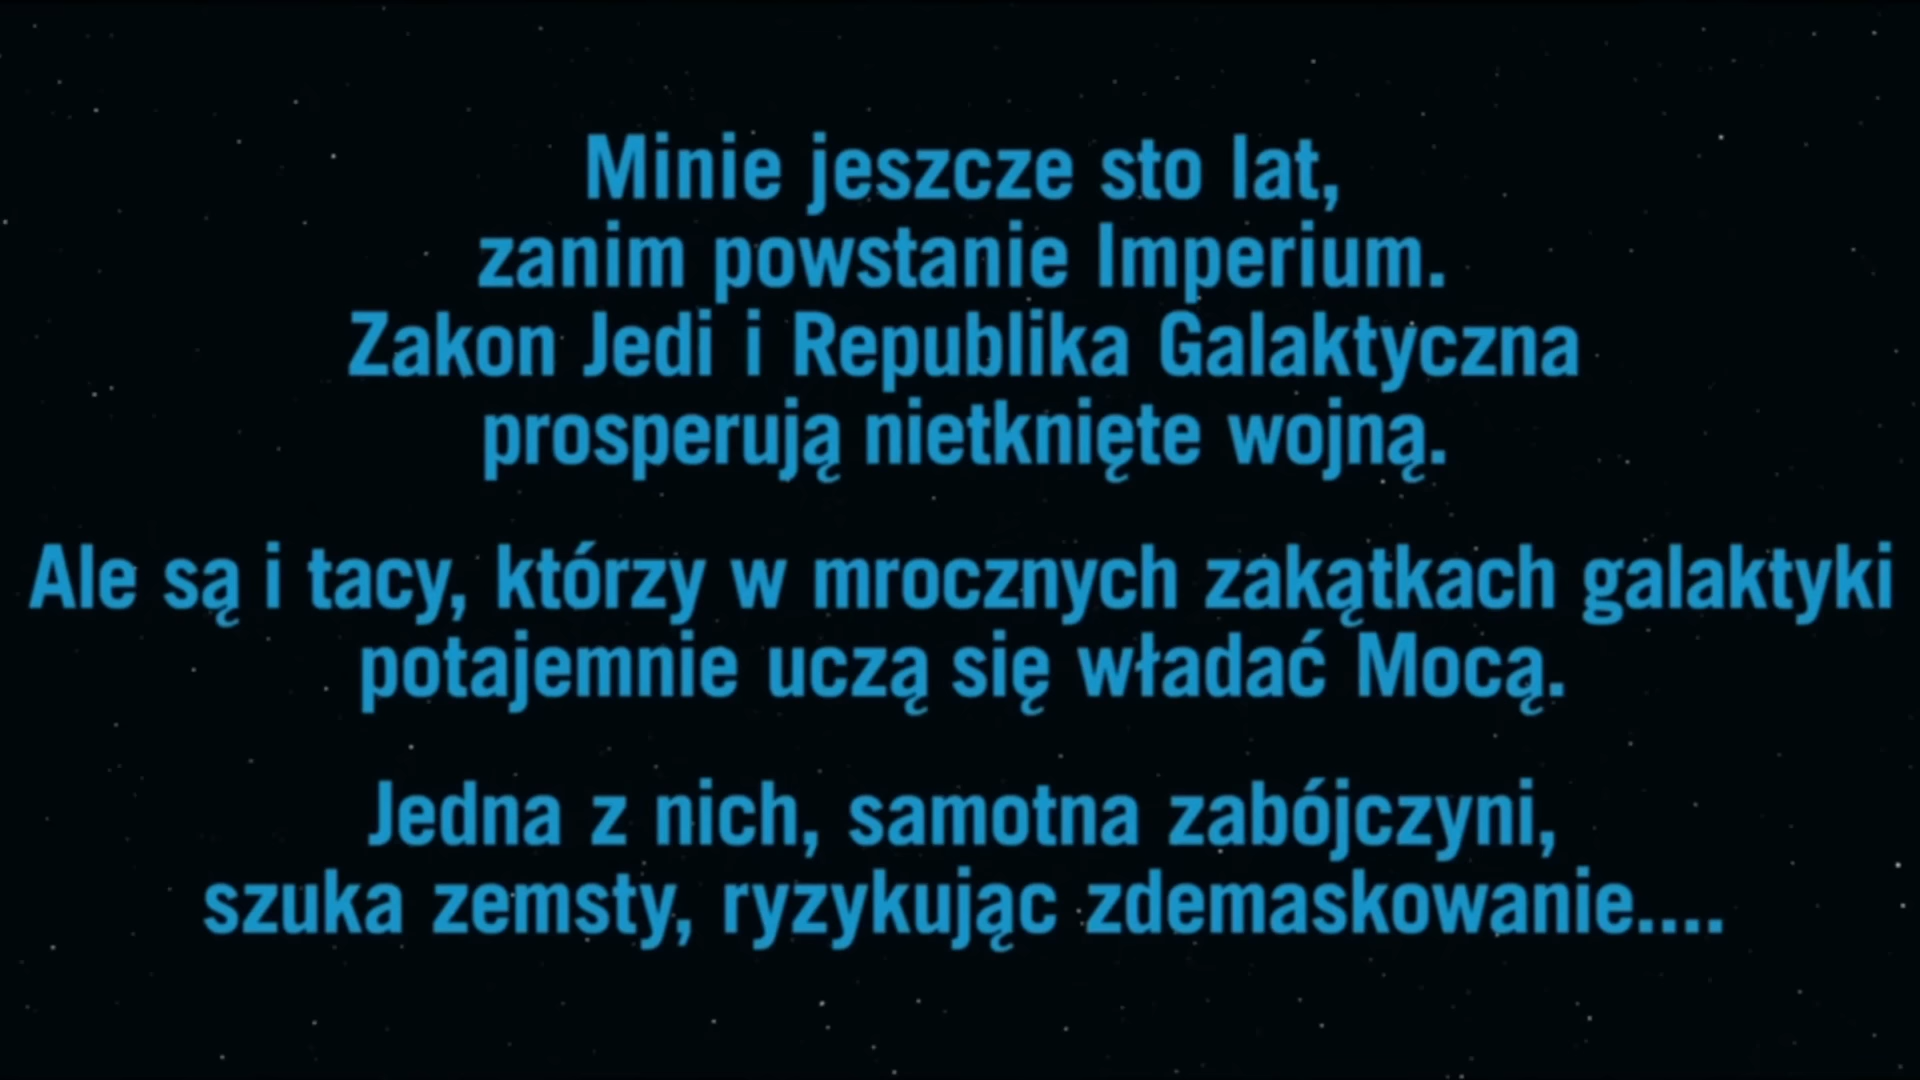 Minie jeszcze sto lat,
zanim powstanie Imperium.
Zakon Jedi i Republika Galaktyczna
prosperują nietknięte wojną.
Ale są i tacy, którzy w mrocznych zakątkach galaktyki
potajemnie uczą się władać Mocą.
Jedna z nich, samotna zabójczyni,
szuka zemsty, ryzykując zdemaskowanie....